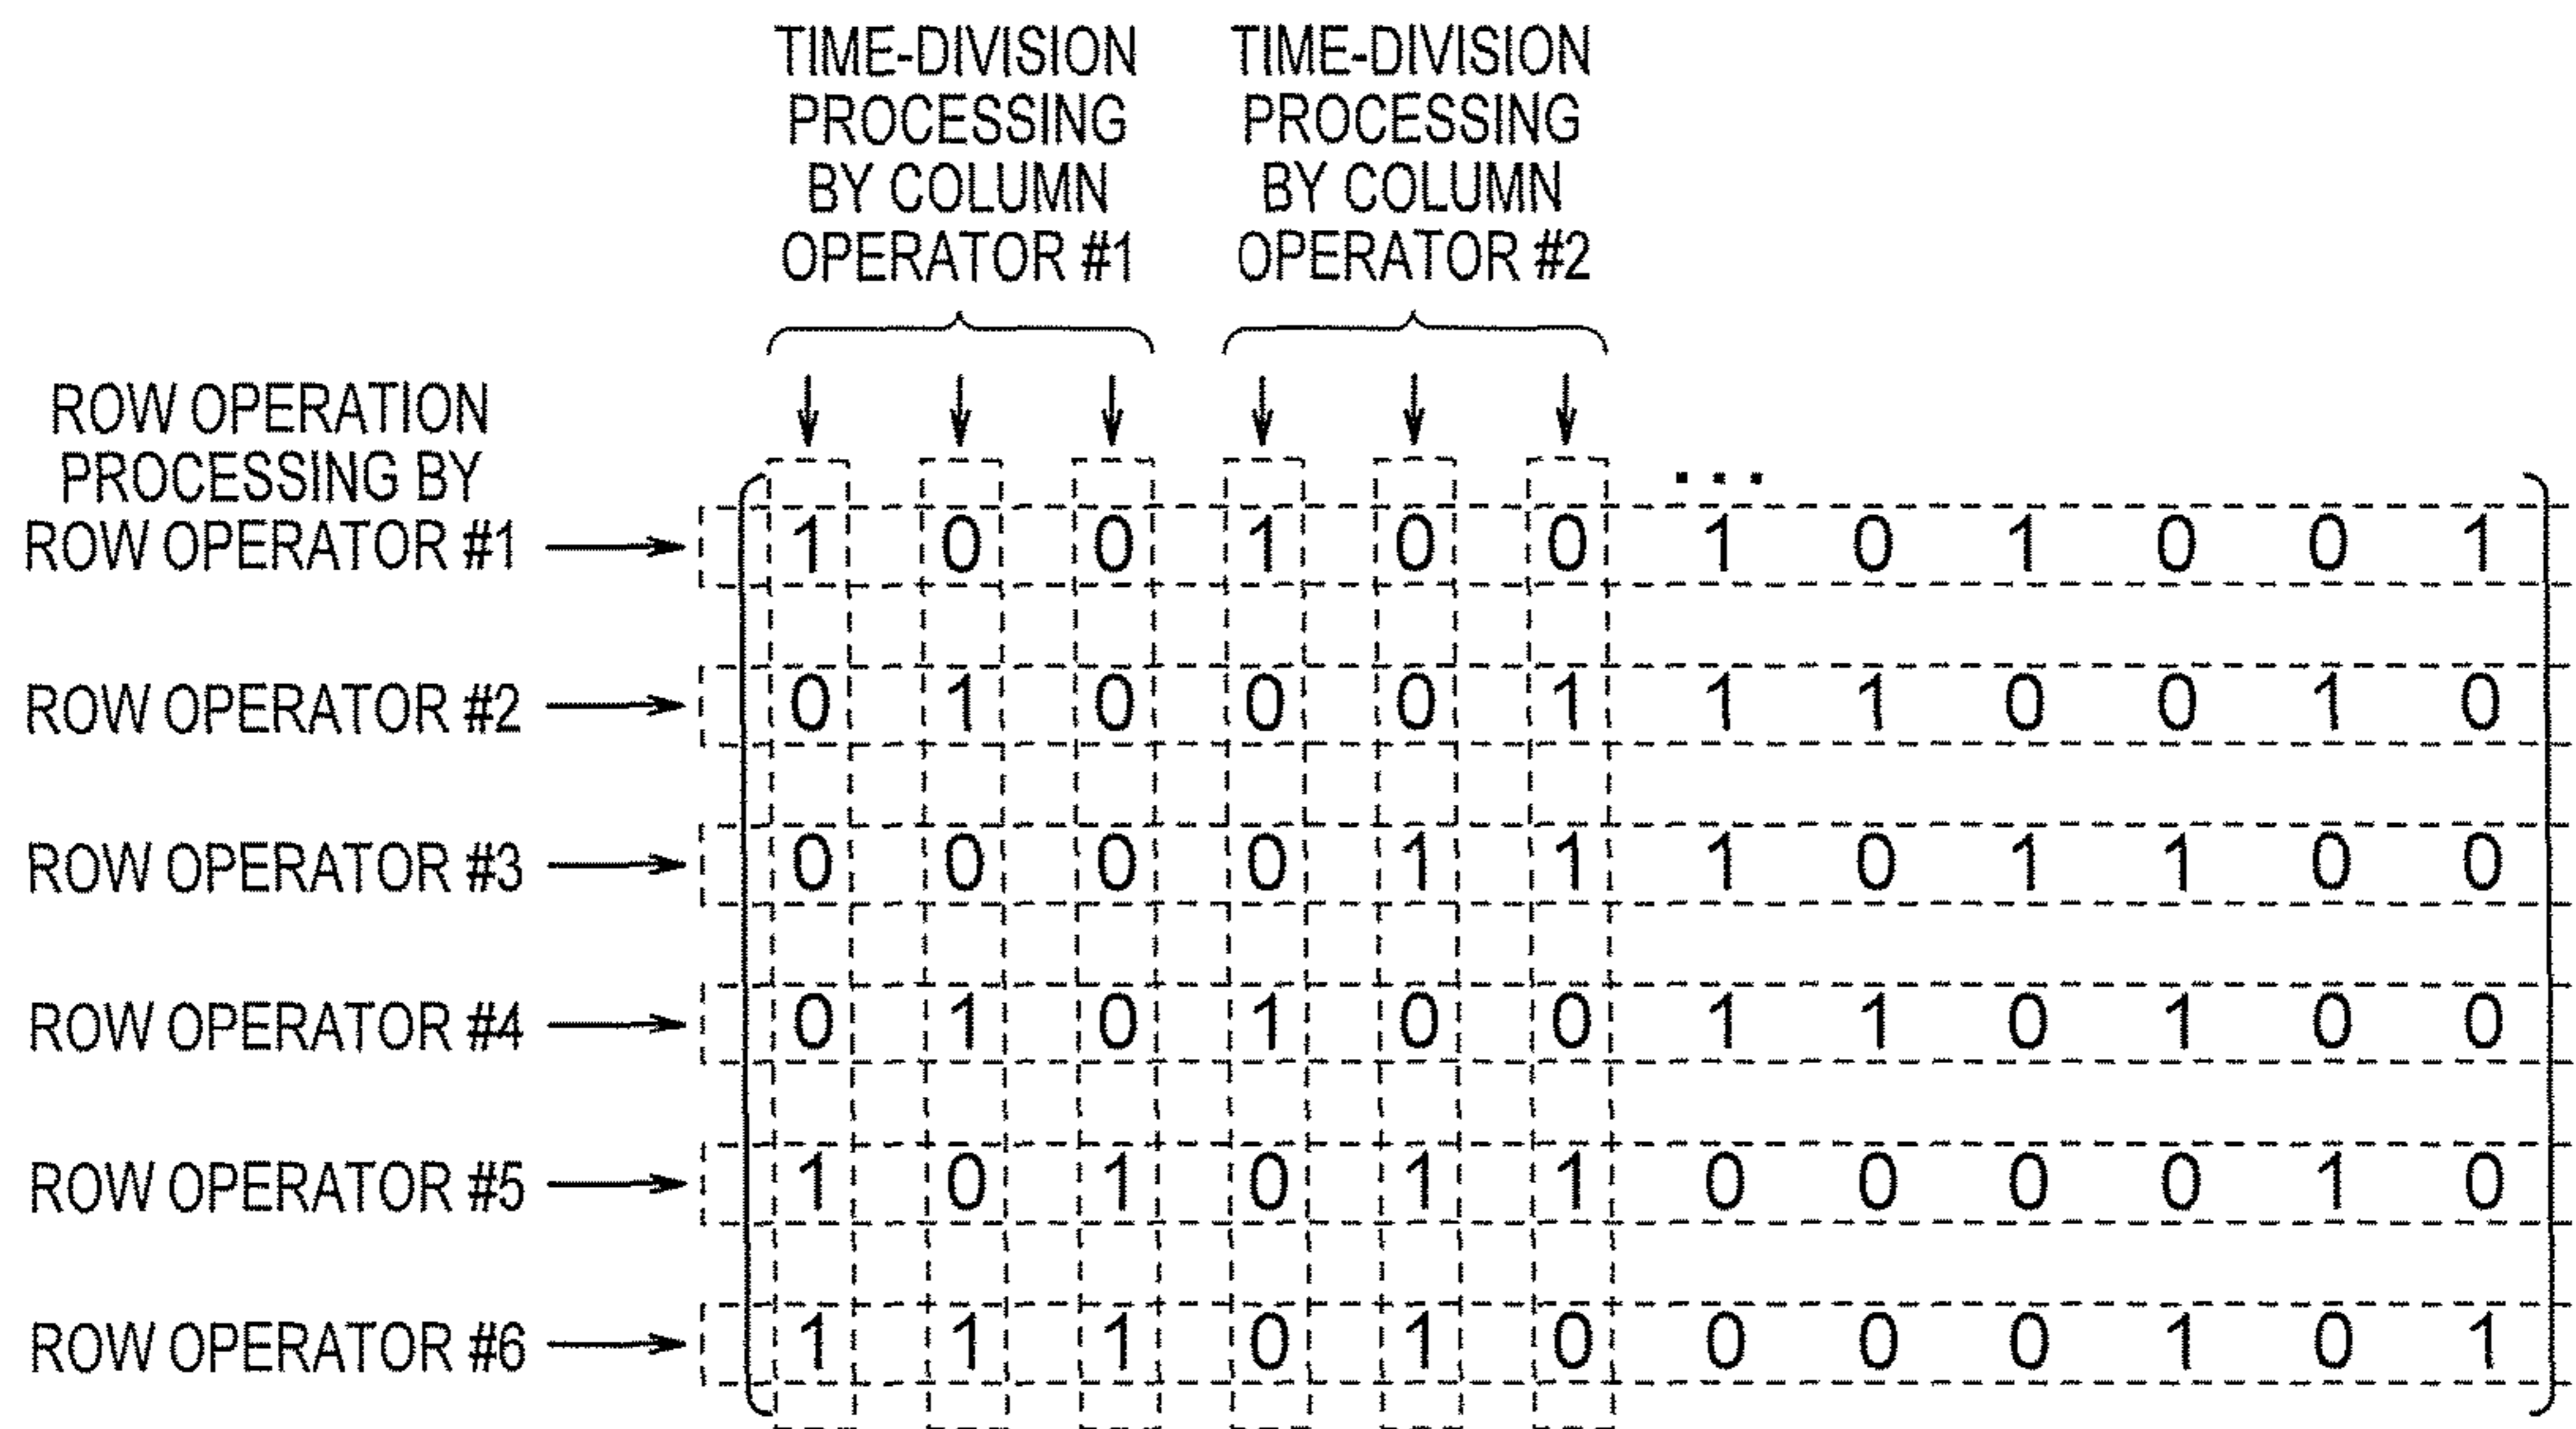 TIME-DIVISION
PROCESSING
BY COLUMN
OPERATOR #1
TIME-DIVISION
PROCESSING
BY COLUMN
OPERATOR #2
ROW OPERATION
PROCESSING BY
ROW OPERATOR #1
...
1 0 0 1 0 0 1 0 1 0 0 1
ROW OPERATOR #2
0 1 0 0 0 1 1 1 0 0 1 0
ROW OPERATOR #3
0 0 0 0 1 1 1 0 1 1 0 0
ROW OPERATOR #4
0 1 0 1 0 0 1 1 0 1 0 0
ROW OPERATOR #5
1 0 1 0 1 1 0 0 0 0 1 0
ROW OPERATOR #6
1 1 1 0 1 0 0 0 0 1 0 1